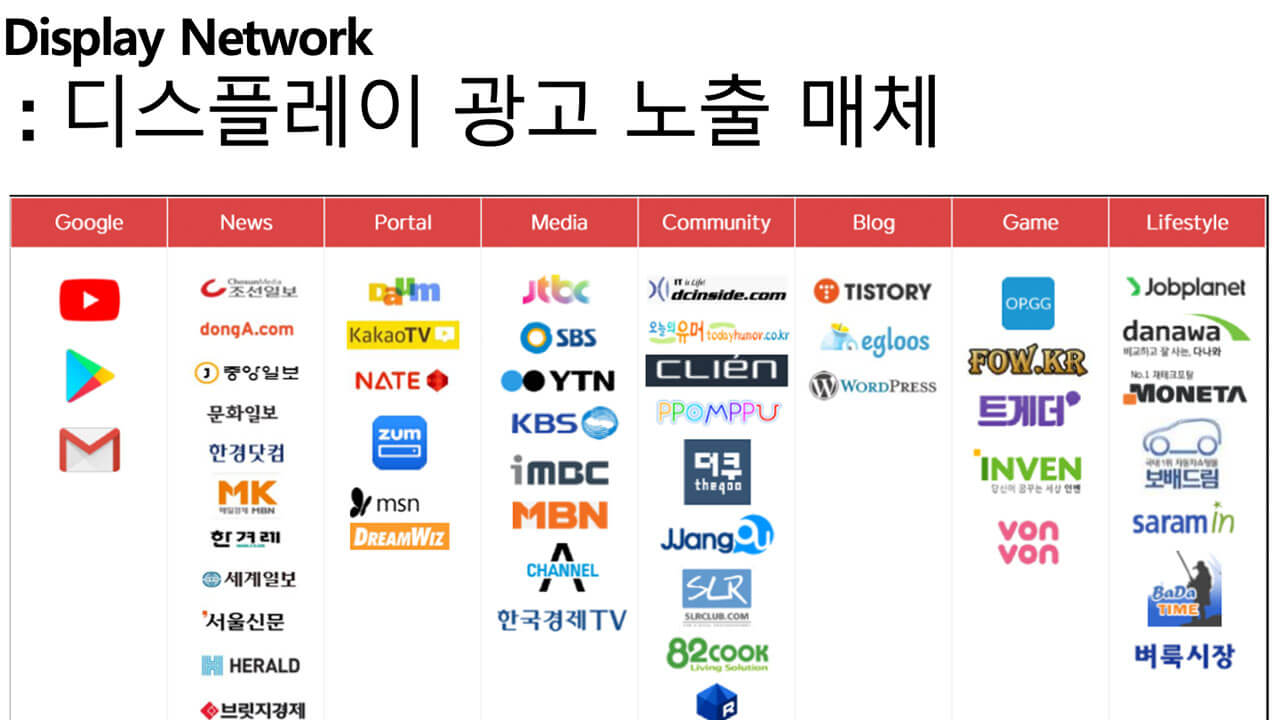 Display Network
: 디스플레이 광고 노출 매체
Google News Portal Media Community Blog Game Lifestyle
ChosunMedia
조선일보
dongA.com
J 중앙일보
문화일보
한경닷컴
MK
매일경제 MBN
한겨레
세계일보
서울신문
HERALD
브릿지경제
Daum
KakaoTV
NATE
zum
msn
DREAMWIZ
jtbc
SBS
YTN
KBS
iMBC
MBN
CHANNEL A
한국경제TV
IT is Life!
dcinside.com
오늘의유머 todayhumor.co.kr
CLIÉN
PPOMPPU
더쿠
theqoo
JJangOU
SLR
SLRCLUB.COM
82COOK
Living Solution
R
TISTORY
egloos
WORDPRESS
OP.GG
FOW.KR
트게더
INVEN
당신이 꿈꾸는 세상 인벤
von
von
Jobplanet
danawa
비교하고 잘 사는, 다나와
No.1 재테크포탈
MONETA
국내 1위 자동차쇼핑몰
보배드림
saramin
BaDa
TIME
벼룩시장